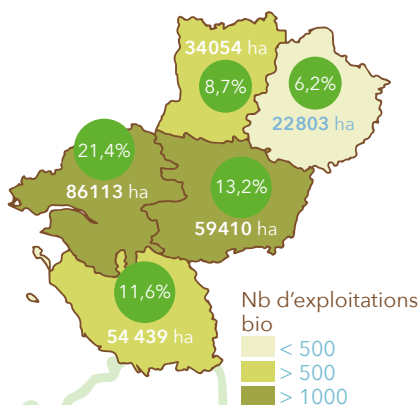 34054 ha
8,7%
6,2%
22803 ha
21,4%
86113 ha
13,2%
59410 ha
11,6%
54 439 ha
Nb d'exploitations
bio
< 500
> 500
> 1000